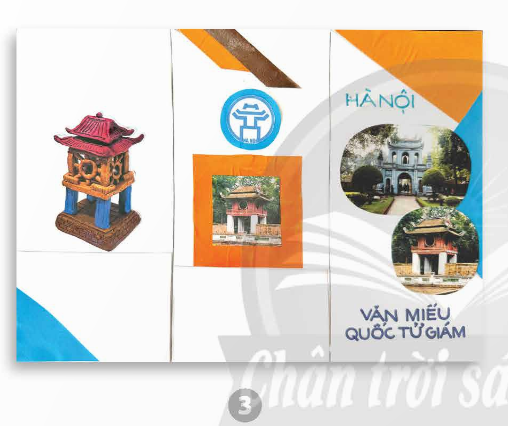 HÀ NỘI
VĂN MIẾU
QUỐC TỬ GIÁM
Chân trời sá
3